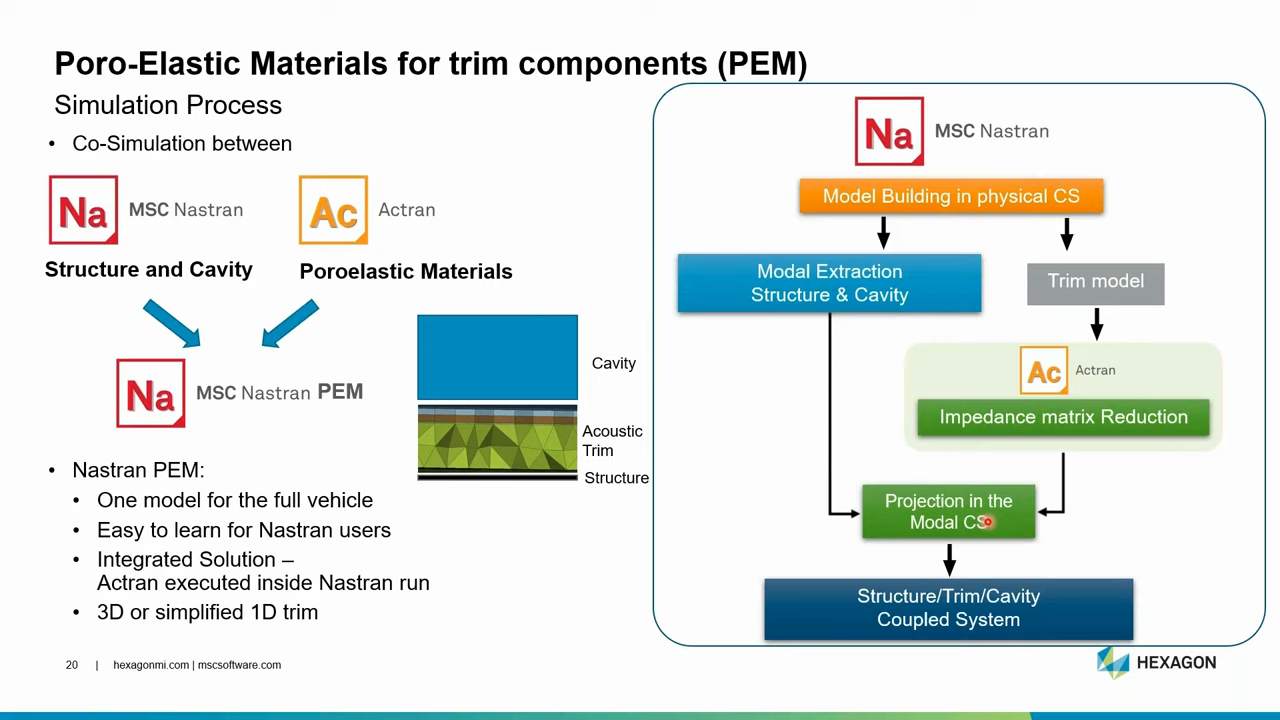 Poro-Elastic Materials for trim components (PEM)
Simulation Process
• Co-Simulation between
Na MSC Nastran
Ac Actran
Structure and Cavity
Poroelastic Materials
Na MSC Nastran PEM
Cavity
Acoustic
Trim
Structure
• Nastran PEM:
• One model for the full vehicle
• Easy to learn for Nastran users
• Integrated Solution –
Actran executed inside Nastran run
• 3D or simplified 1D trim
Na MSC Nastran
Model Building in physical CS
Modal Extraction
Structure & Cavity
Trim model
Ac Actran
Impedance matrix Reduction
Projection in the
Modal CS
Structure/Trim/Cavity
Coupled System
20 | hexagonmi.com | mscsoftware.com
HEXAGON